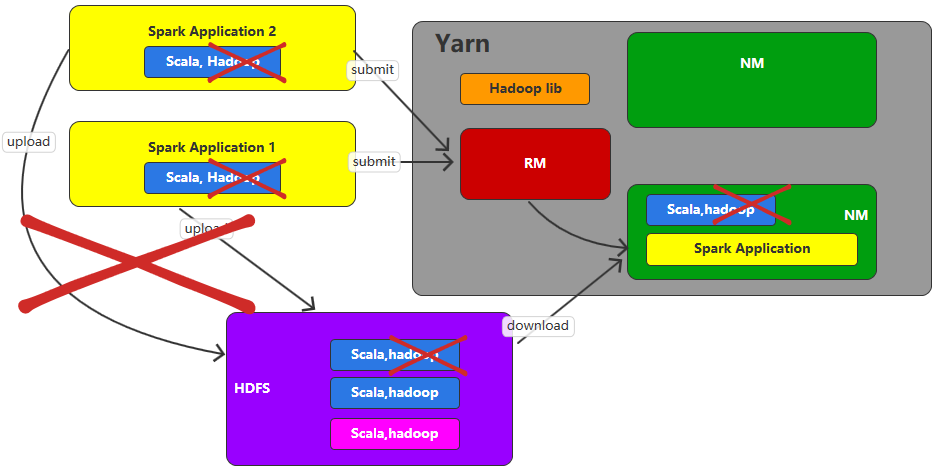 Spark Application 2
Scala, Hadoop
submit
upload
Spark Application 1
Scala, Hadoop
submit
upload
Yarn
Hadoop lib
NM
RM
Scala,hadoop
NM
Spark Application
download
HDFS
Scala,hadoop
Scala,hadoop
Scala,hadoop